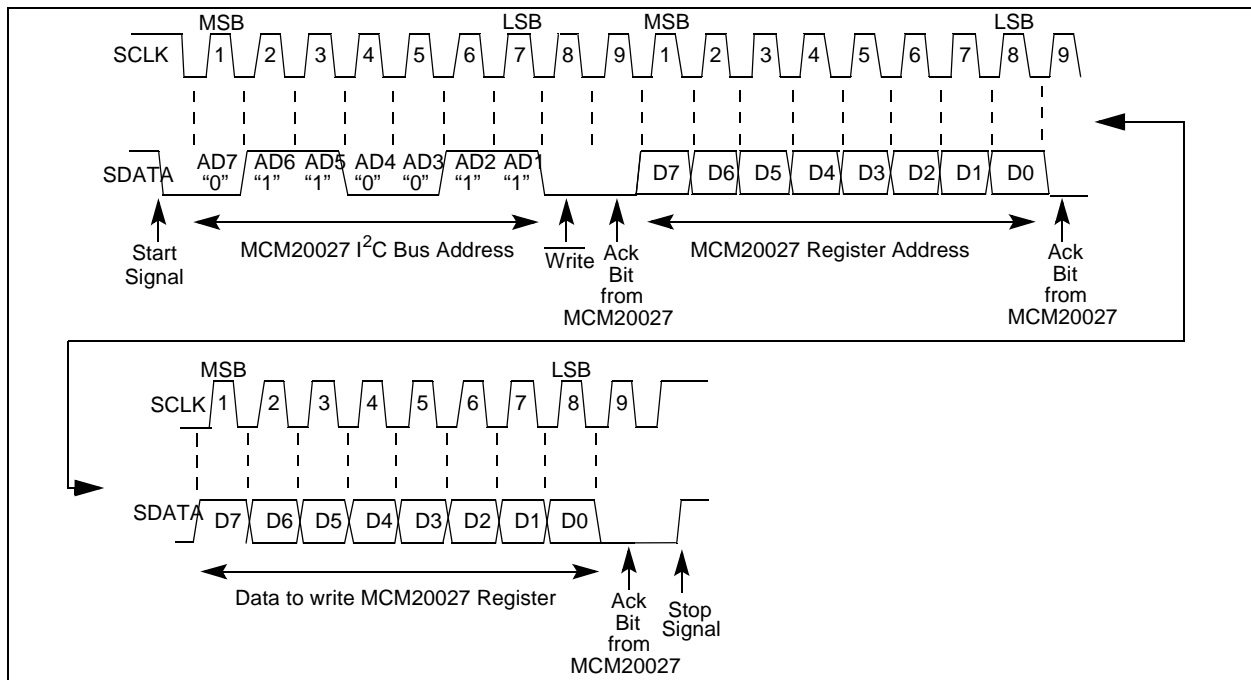 MSB LSB MSB LSB
SCLK 1 2 3 4 5 6 7 8 9 1 2 3 4 5 6 7 8 9
AD7 AD6 AD5 AD4 AD3 AD2 AD1
SDATA “0” “1” “1” “0” “0” “1” “1” D7 D6 D5 D4 D3 D2 D1 D0
Start
Signal
MCM20027 I2C Bus Address
Write
Ack
Bit
from
MCM20027
MCM20027 Register Address
Ack
Bit
from
MCM20027
MSB LSB
SCLK 1 2 3 4 5 6 7 8 9
SDATA D7 D6 D5 D4 D3 D2 D1 D0
Data to write MCM20027 Register
Ack
Bit
from
MCM20027
Stop
Signal